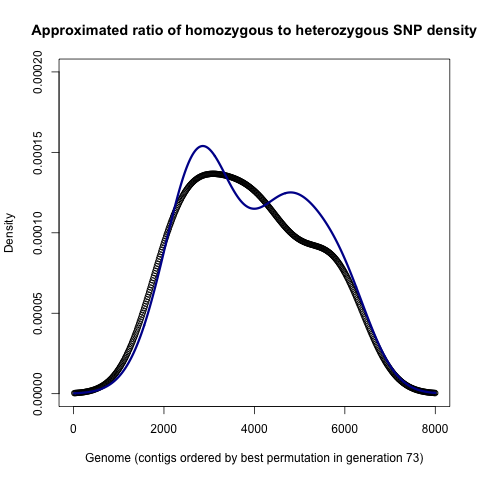 Approximated ratio of homozygous to heterozygous SNP density
0.00020
0.00015
0.00010
0.00005
0.00000
Density
0 2000 4000 6000 8000
Genome (contigs ordered by best permutation in generation 73)